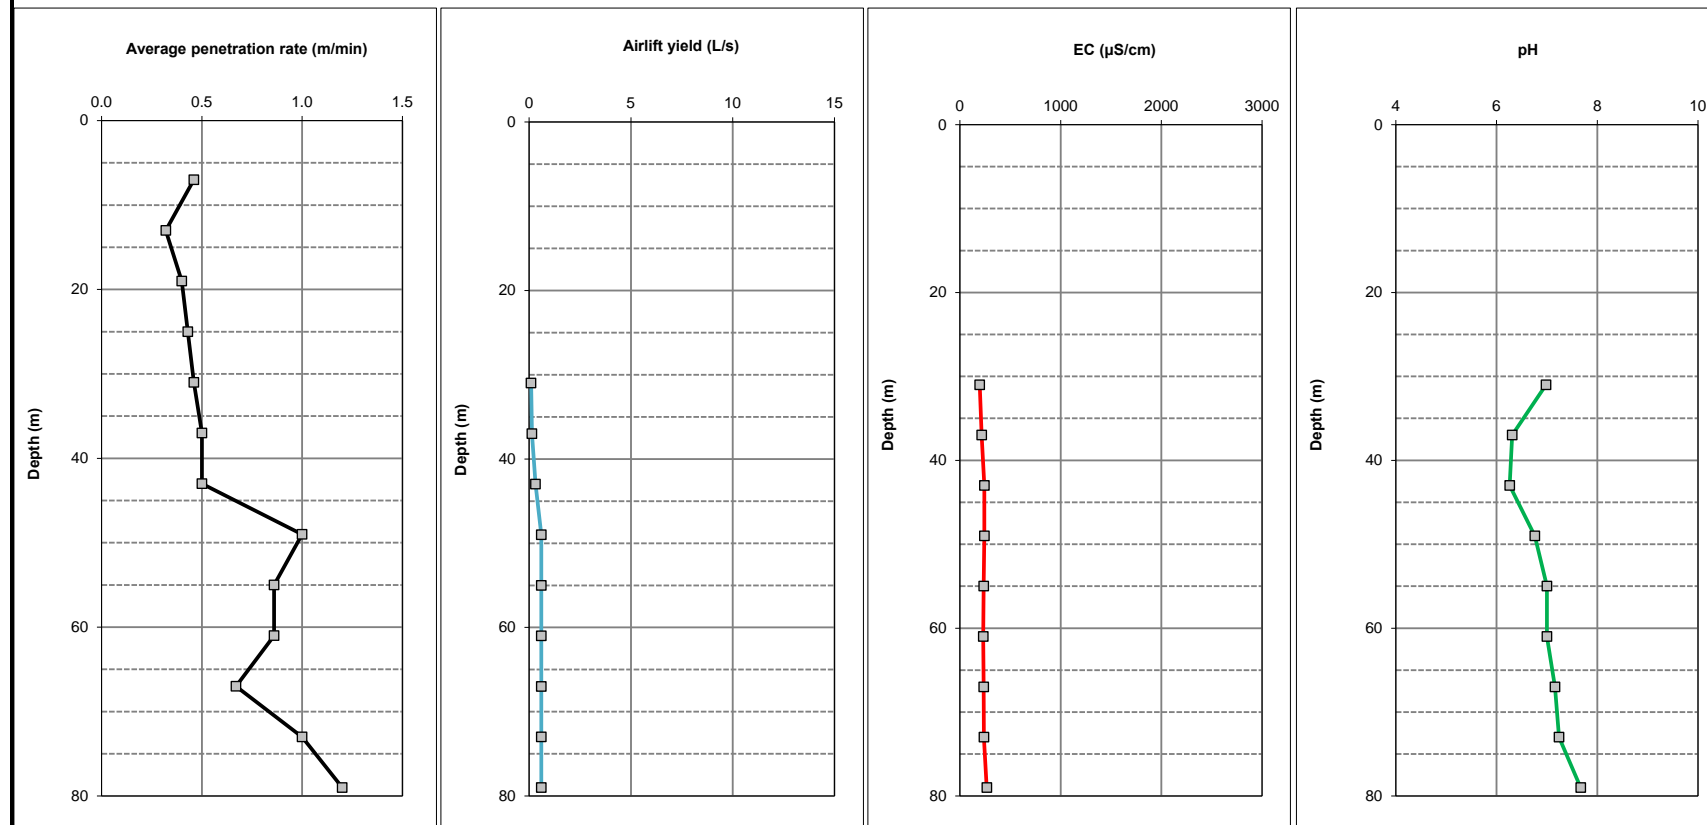 Average penetration rate (m/min)
0.0 0.5 1.0 1.5
0
20
40
60
80
Depth (m)
Airlift yield (L/s)
0 5 10 15
0
20
40
60
80
Depth (m)
EC (µS/cm)
0 1000 2000 3000
0
20
40
60
80
Depth (m)
pH
4 6 8 10
0
20
40
60
80
Depth (m)